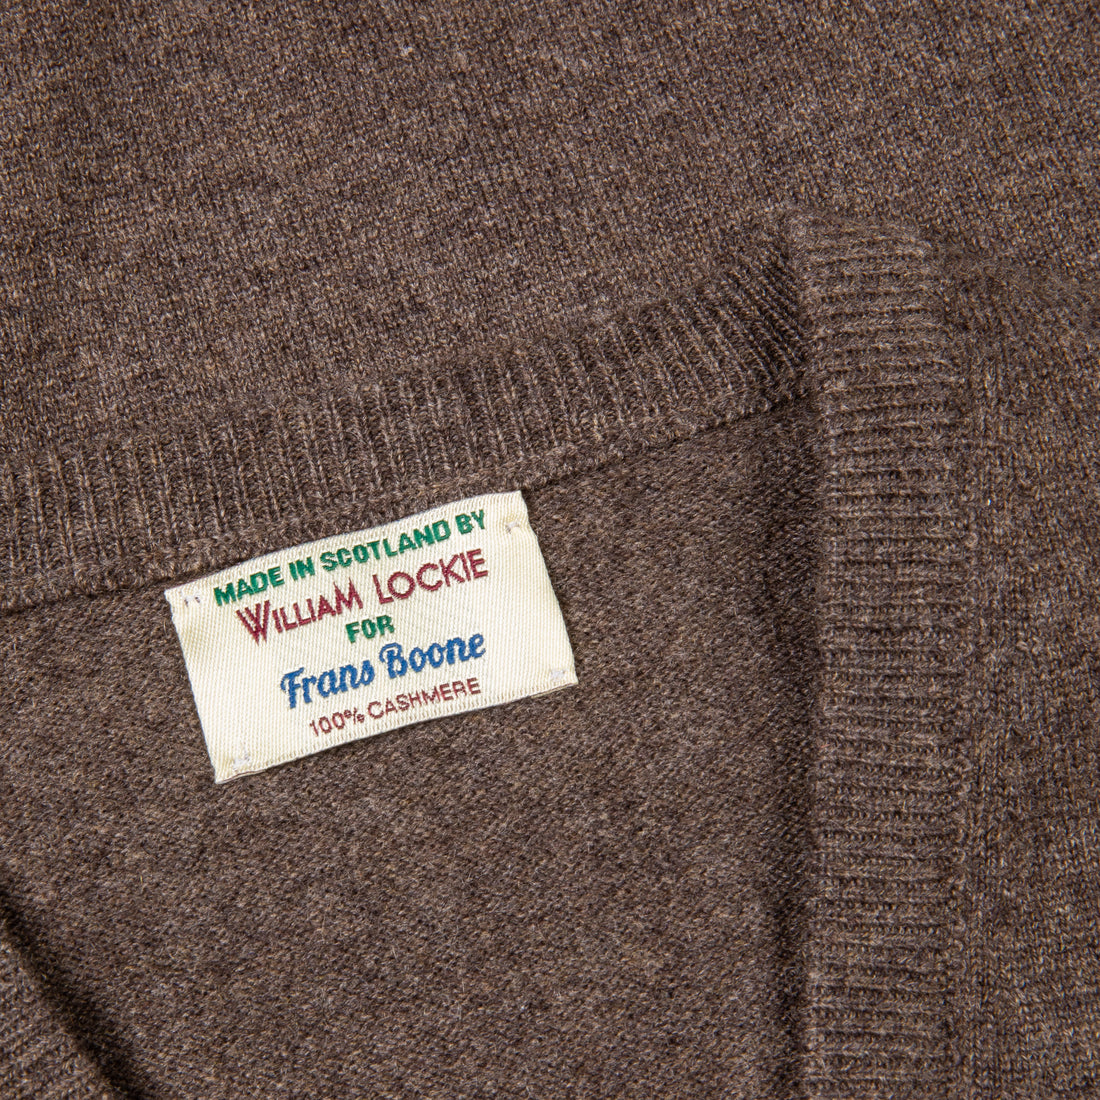 MADE IN SCOTLAND BY
WILLIAM LOCKIE
FOR
Frans Boone
100% CASHMERE